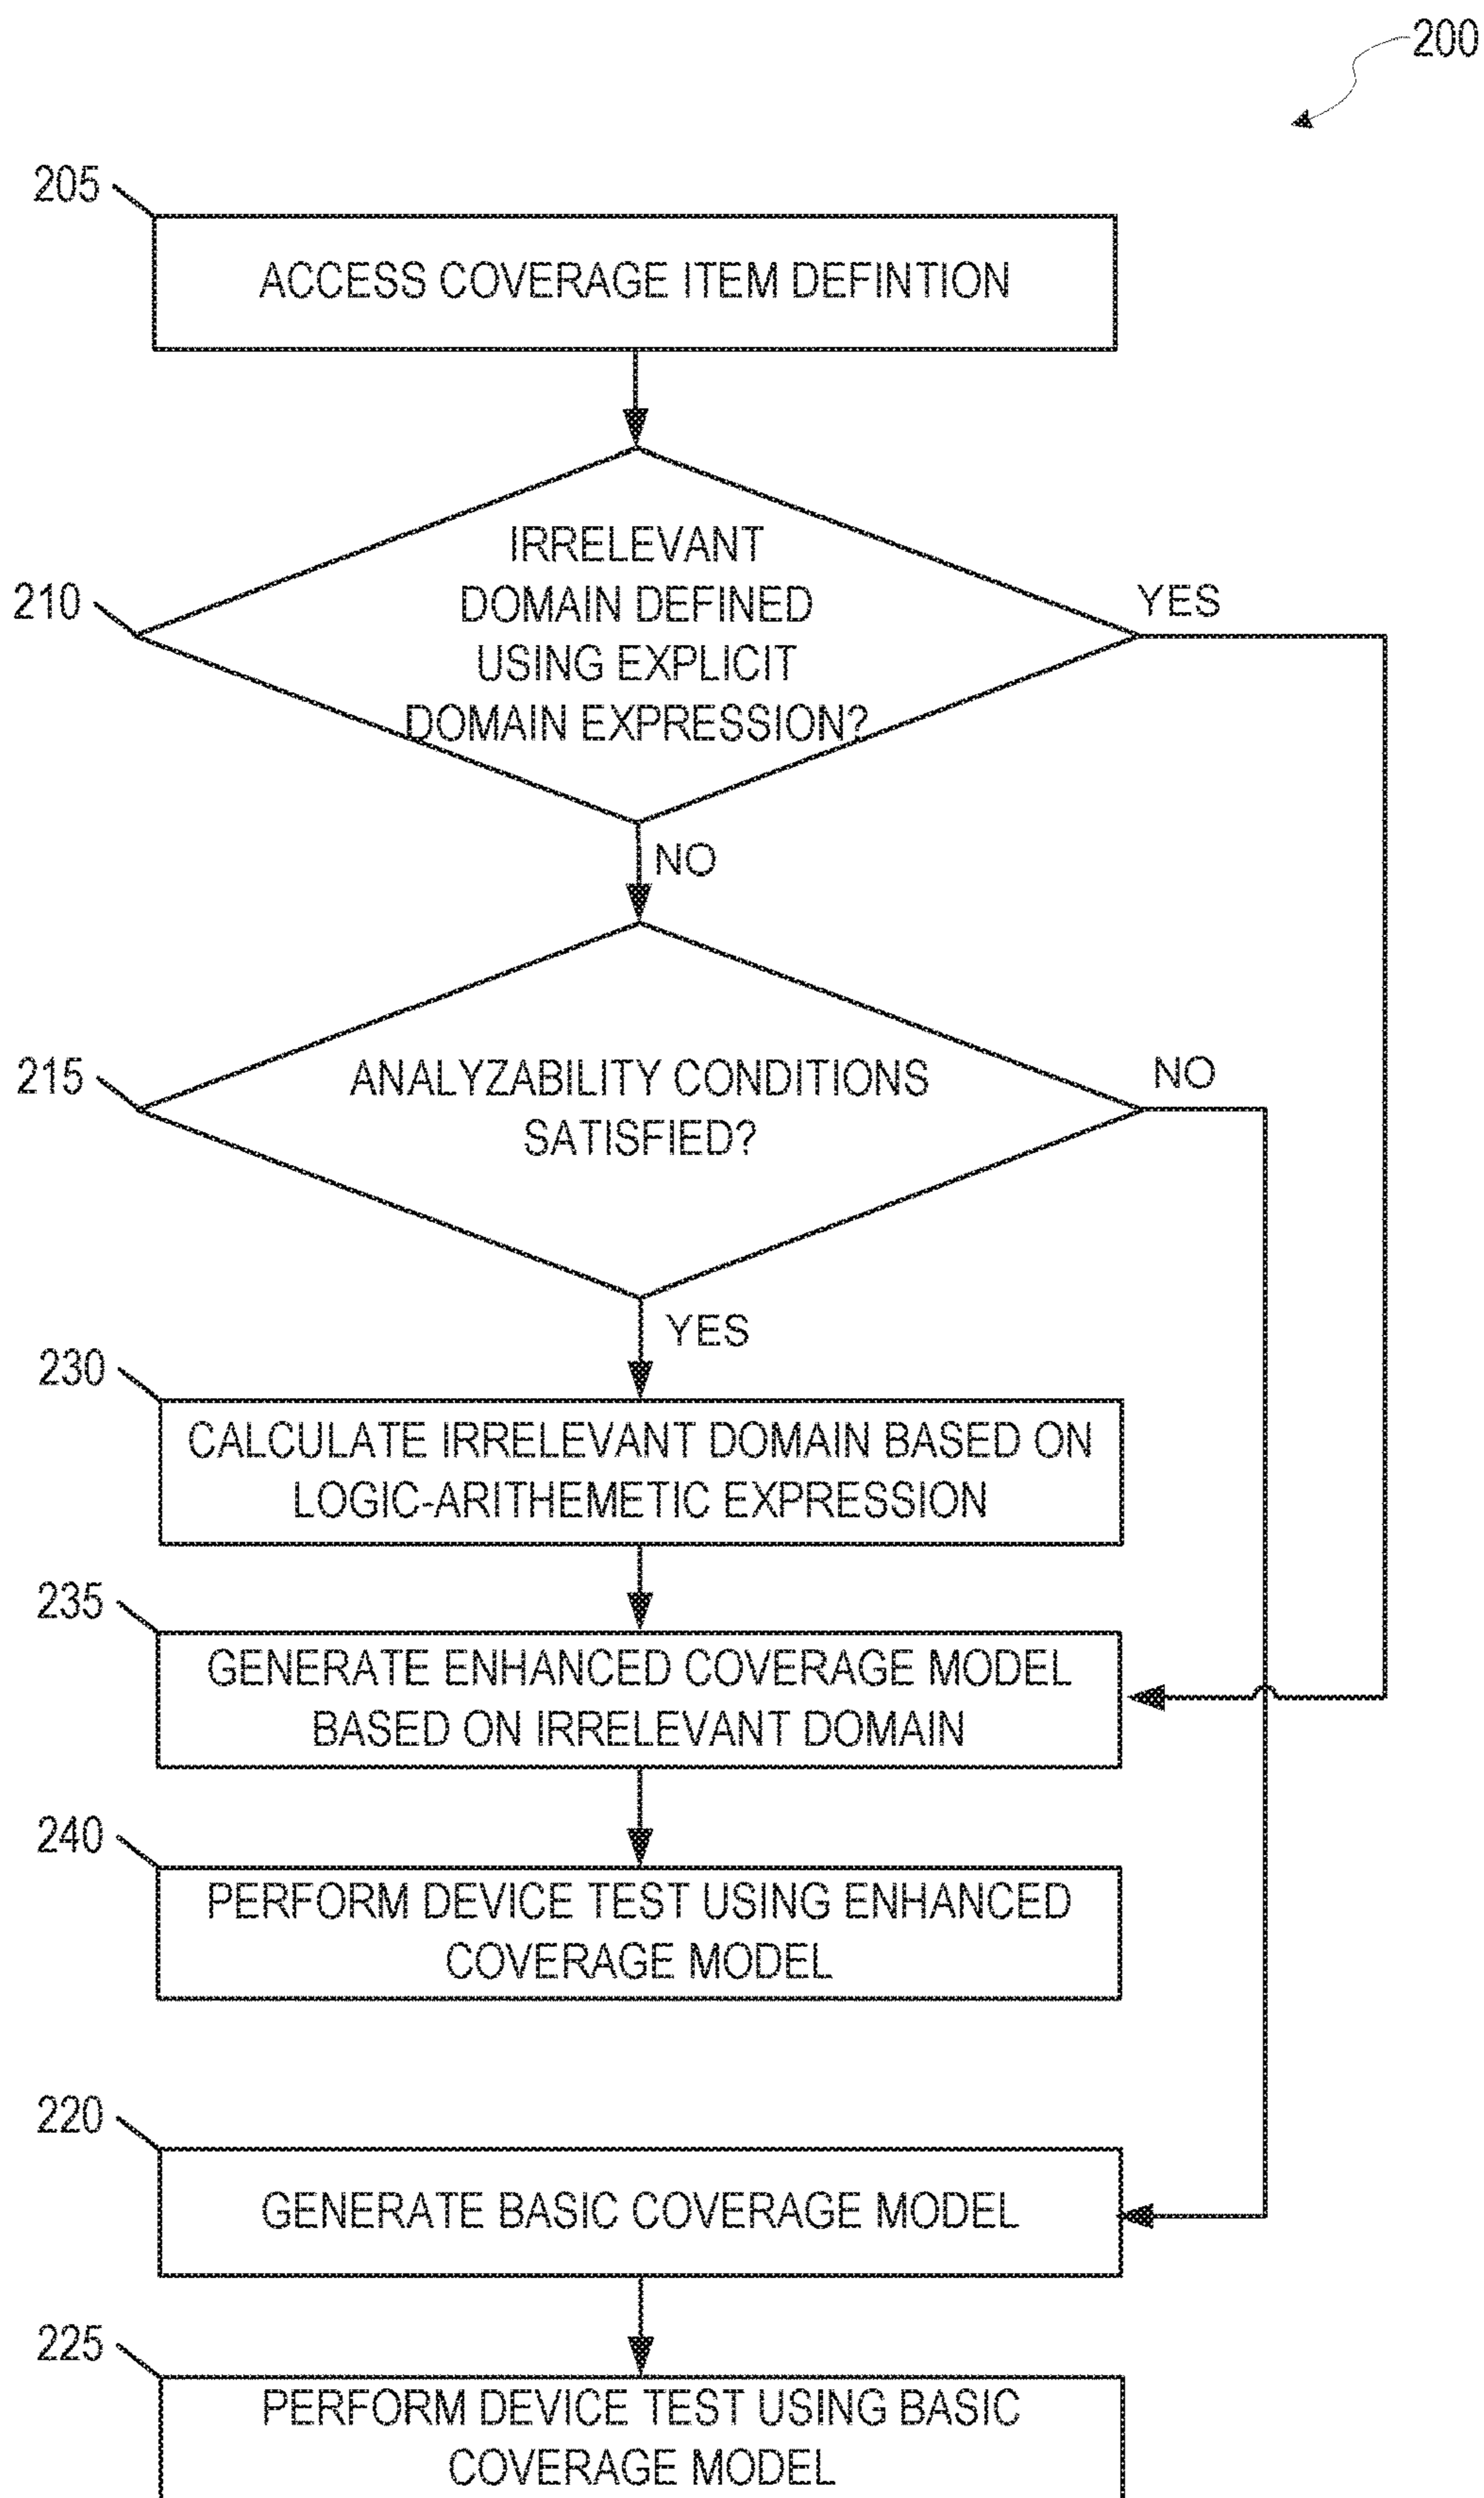 200
205
ACCESS COVERAGE ITEM DEFINTION
210
IRRELEVANT
DOMAIN DEFINED
USING EXPLICIT
DOMAIN EXPRESSION?
YES
NO
215
ANALYZABILITY CONDITIONS
SATISFIED?
NO
YES
230
CALCULATE IRRELEVANT DOMAIN BASED ON
LOGIC-ARITHEMETIC EXPRESSION
235
GENERATE ENHANCED COVERAGE MODEL
BASED ON IRRELEVANT DOMAIN
240
PERFORM DEVICE TEST USING ENHANCED
COVERAGE MODEL
220
GENERATE BASIC COVERAGE MODEL
225
PERFORM DEVICE TEST USING BASIC
COVERAGE MODEL